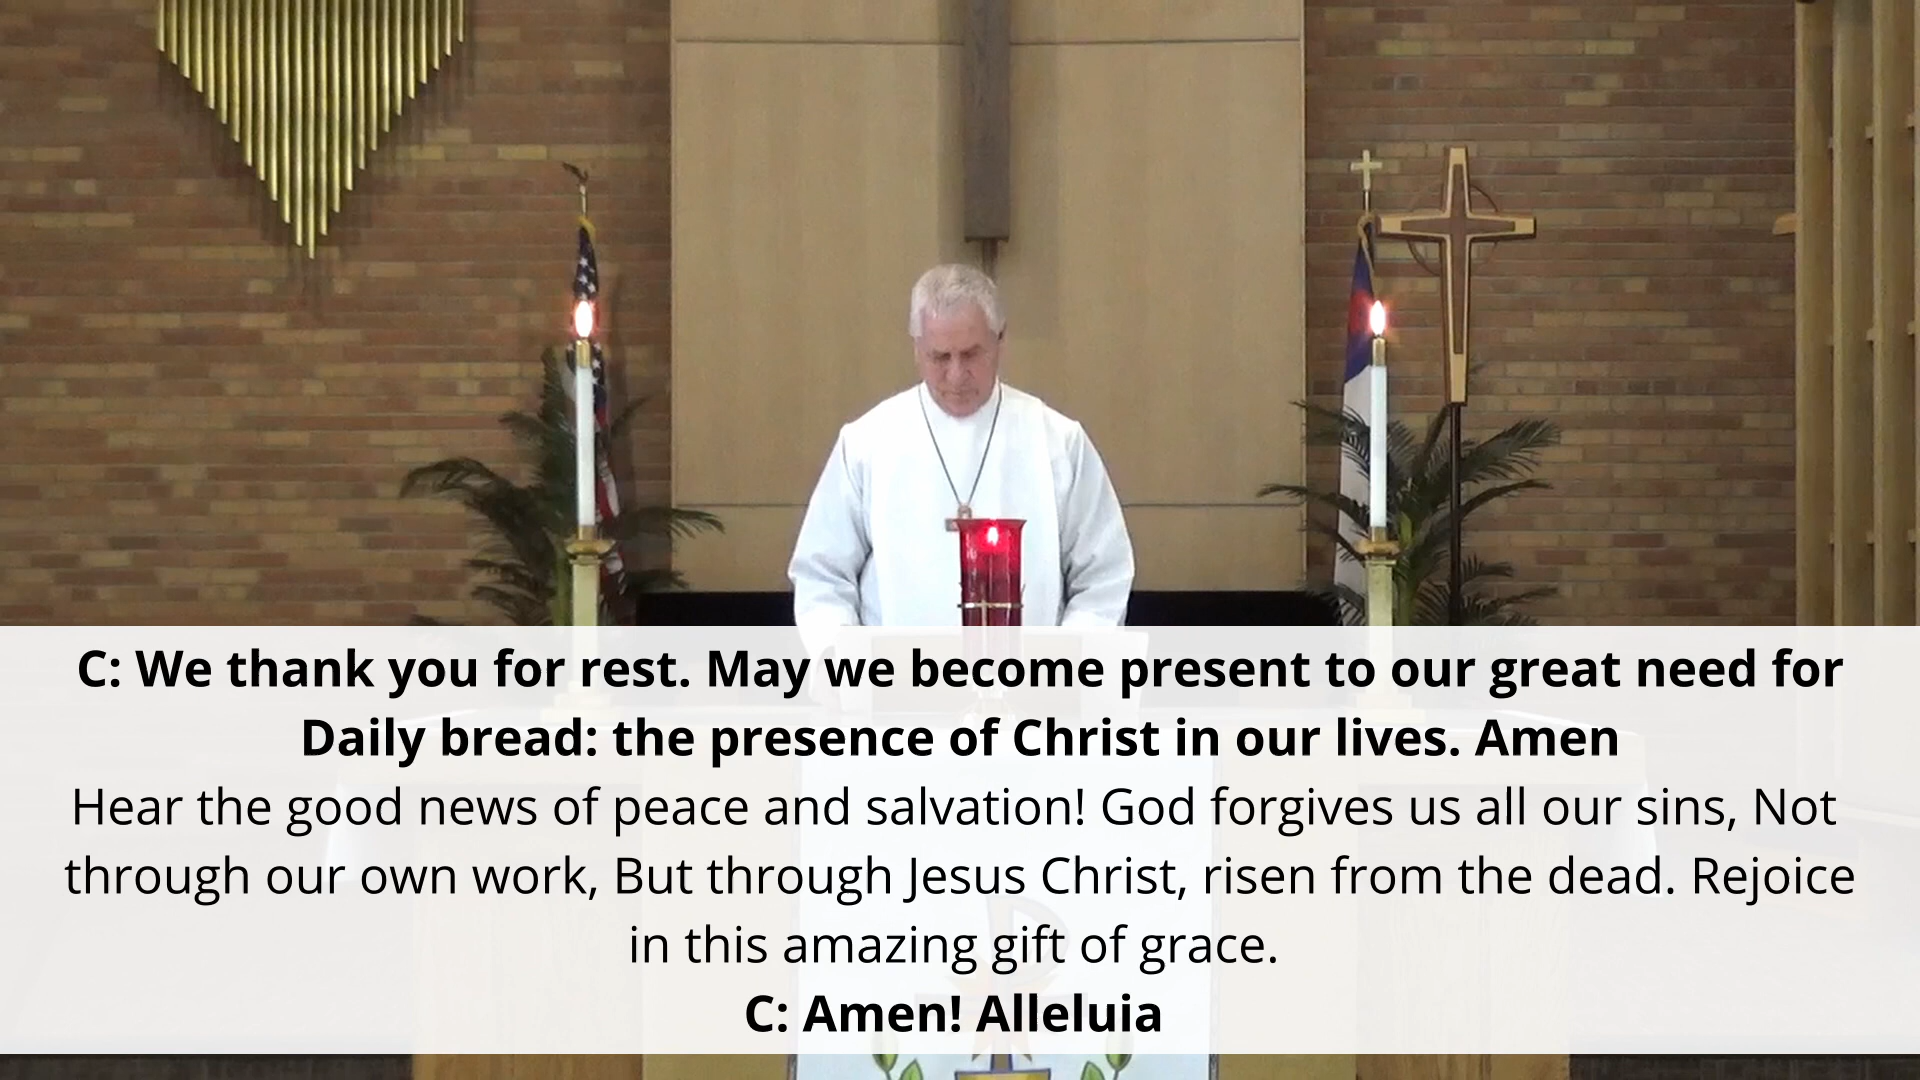 C: We thank you for rest. May we become present to our great need for
Daily bread: the presence of Christ in our lives. Amen
Hear the good news of peace and salvation! God forgives us all our sins, Not
through our own work, But through Jesus Christ, risen from the dead. Rejoice
in this amazing gift of grace.
C: Amen! Alleluia